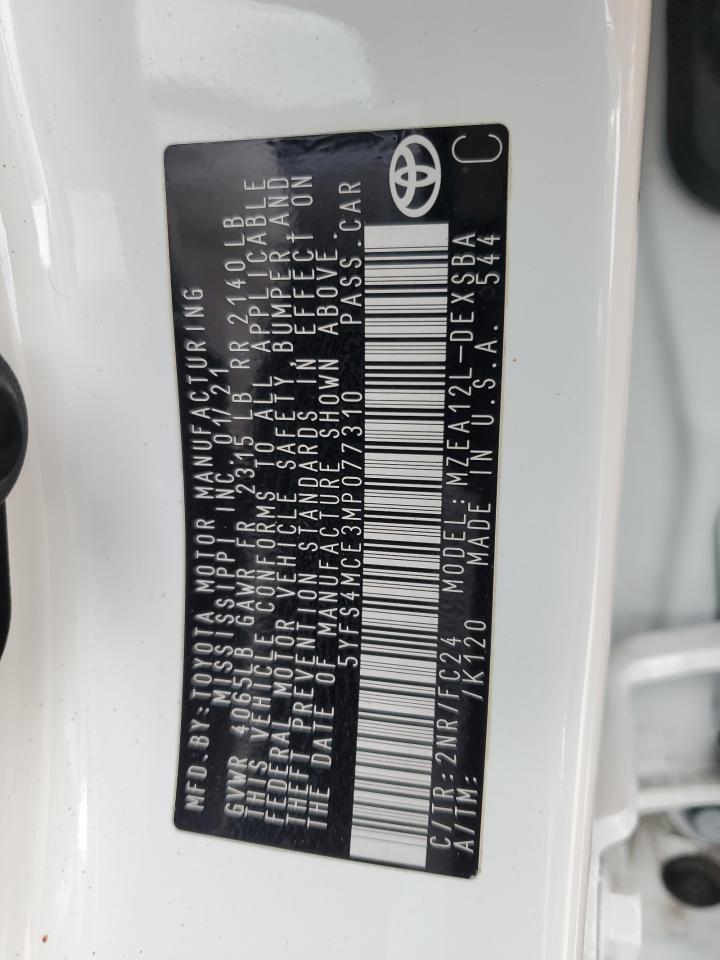 MFD.BY:TOYOTA MOTOR MANUFACTURING
MISSISSIPPI INC. 01/21
GVWR 4065LB GAWR FR 2315 LB RR 2140LB
THIS VEHICLE CONFORMS TO ALL APPLICABLE
FEDERAL MOTOR VEHICLE SAFETY BUMPER AND
THEFT PREVENTION STANDARDS IN EFFECT ON
THE DATE OF MANUFACTURE SHOWN ABOVE.
5YFS4MCE3MP077310 PASS.CAR
C/TR:2NR/FC24 MODEL:MZEA12L-DEXSBA
A/TM: /K120 MADE IN U.S.A. 544
C